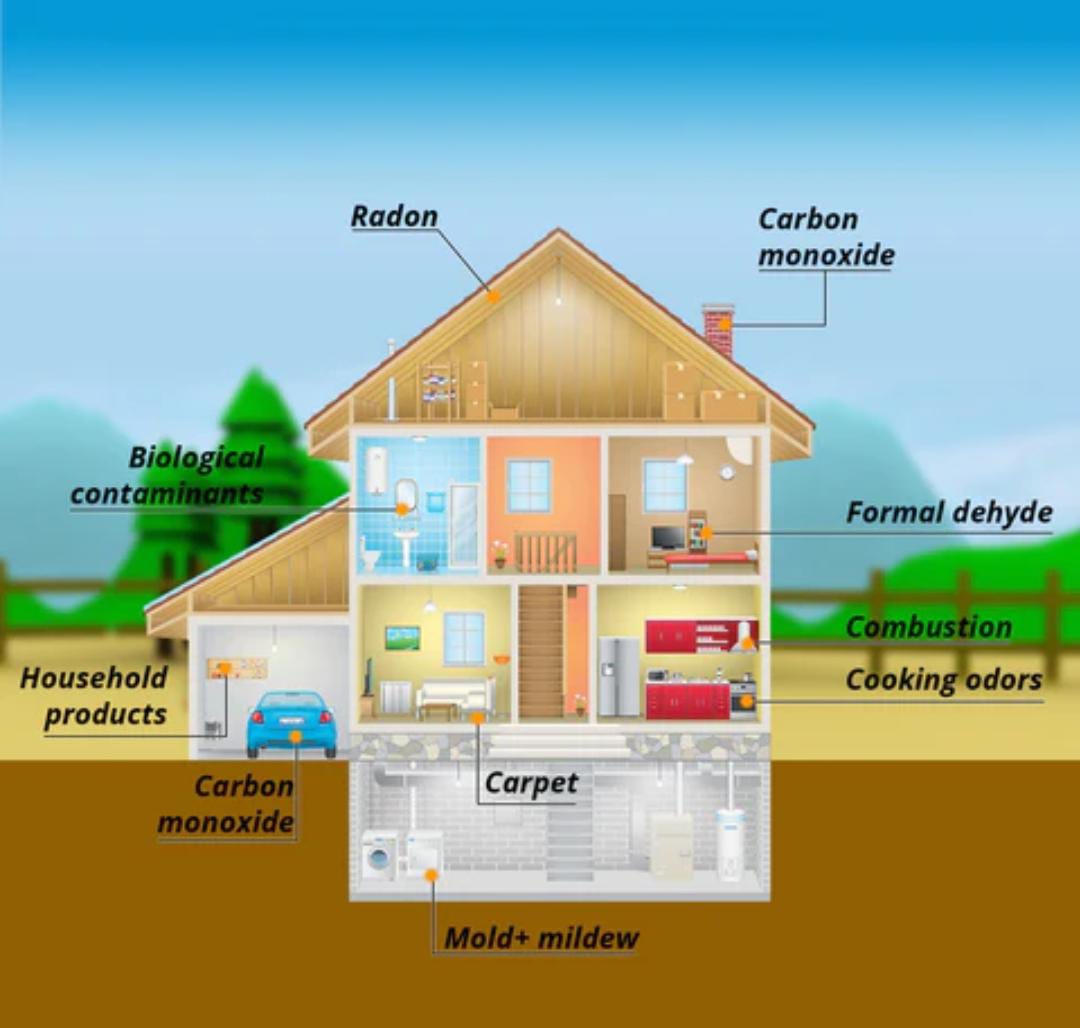 Radon
Carbon
monoxide
Biological
contaminants
Formal dehyde
Combustion
Household
products
Cooking odors
Carbon
monoxide
Carpet
Mold+ mildew